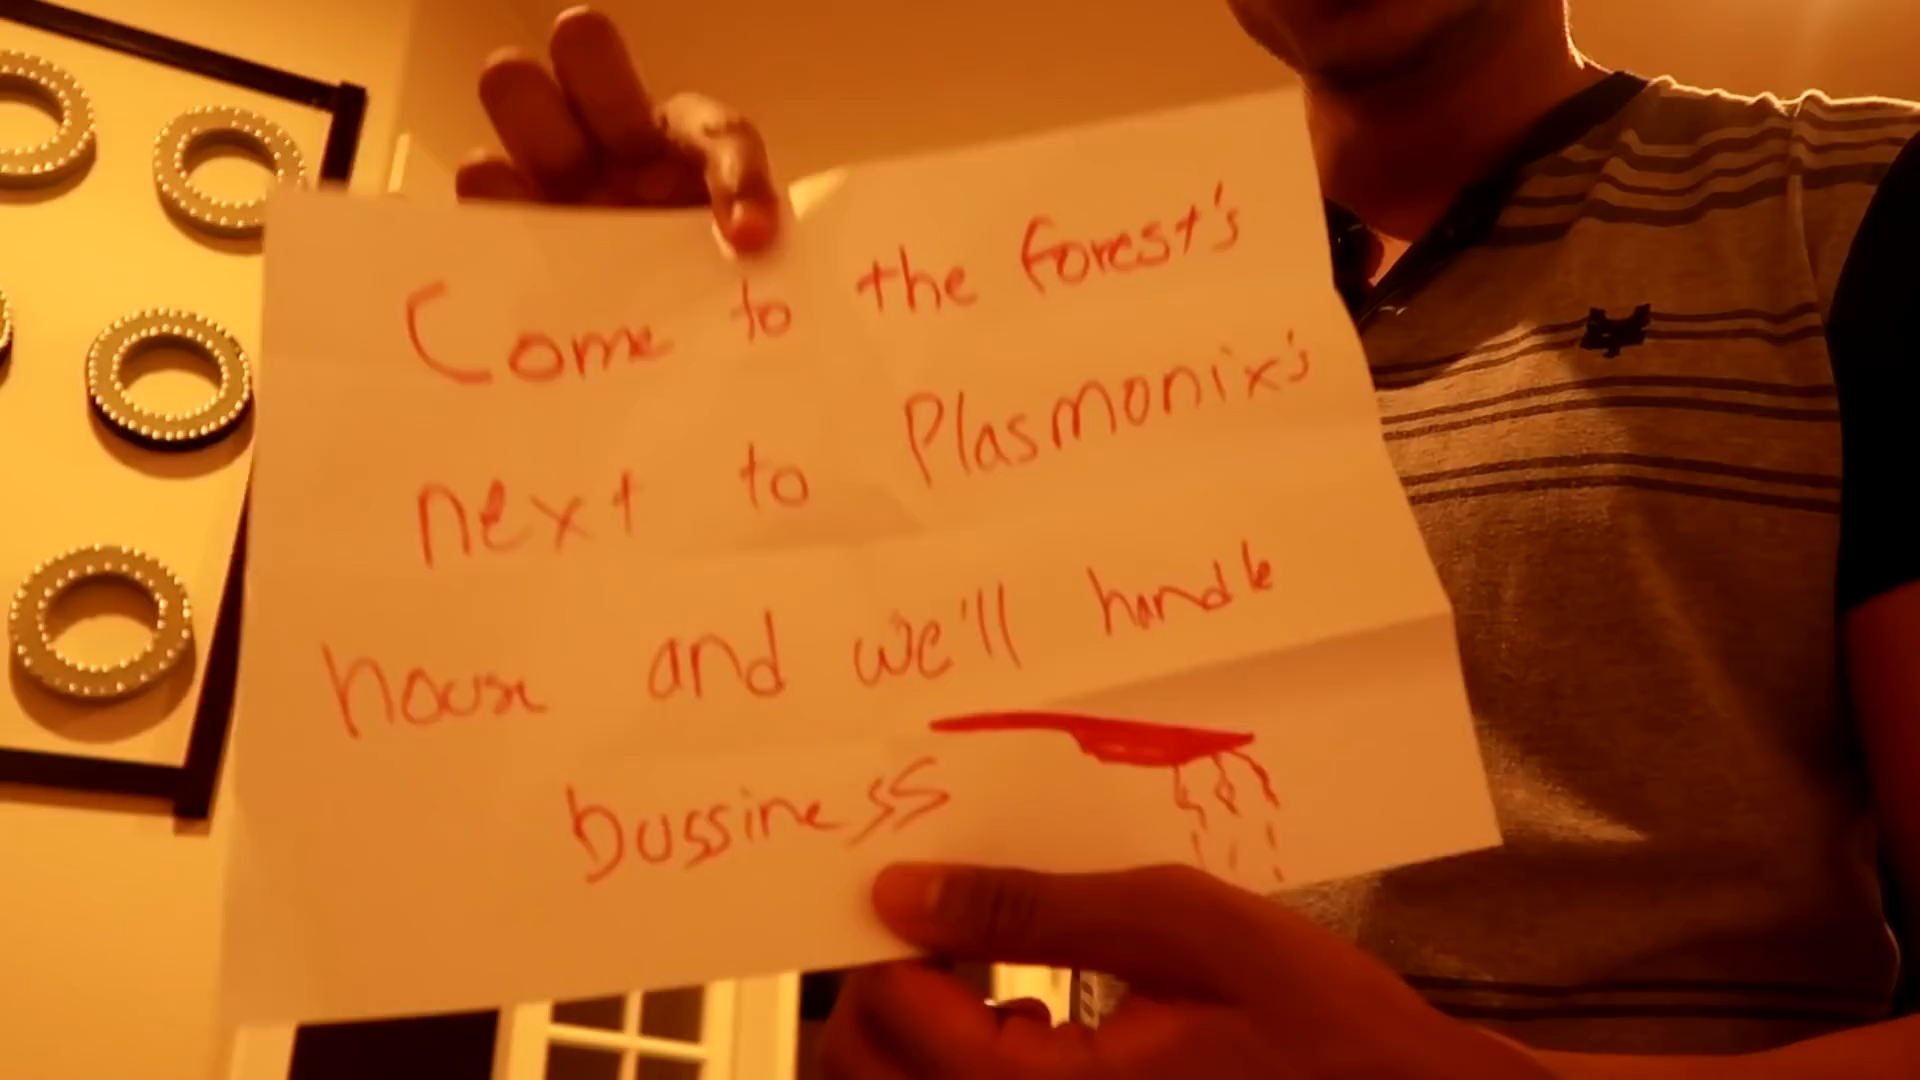 Come to the forest's
next to Plasmonix's
house and we'll handle
bussiness